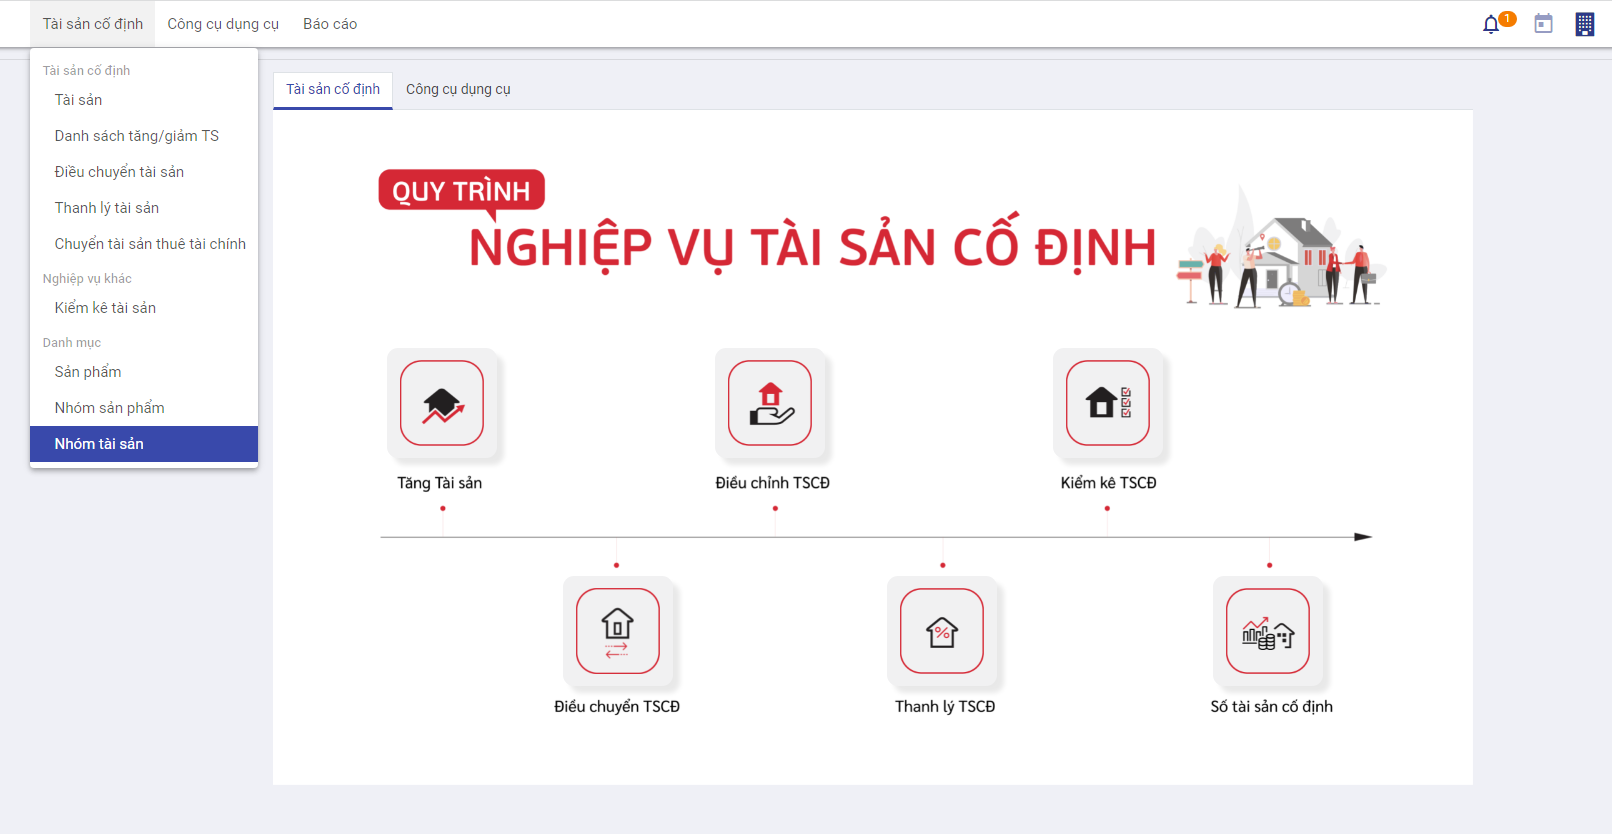 Tài sản cố định
Công cụ dụng cụ
Báo cáo
1
Tài sản cố định
Tài sản
Danh sách tăng/giảm TS
Điều chuyển tài sản
Thanh lý tài sản
Chuyển tài sản thuê tài chính
Nghiệp vụ khác
Kiểm kê tài sản
Danh mục
Sản phẩm
Nhóm sản phẩm
Nhóm tài sản
Tài sản cố định
Công cụ dụng cụ
QUY TRÌNH
NGHIỆP VỤ TÀI SẢN CỐ ĐỊNH
Tăng Tài sản
Điều chỉnh TSCĐ
Kiểm kê TSCĐ
Điều chuyển TSCĐ
%
Thanh lý TSCĐ
Sổ tài sản cố định